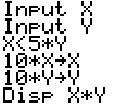 Input X
Input Y
X<5*Y
10*X→X
10*Y→Y
Disp X*Y